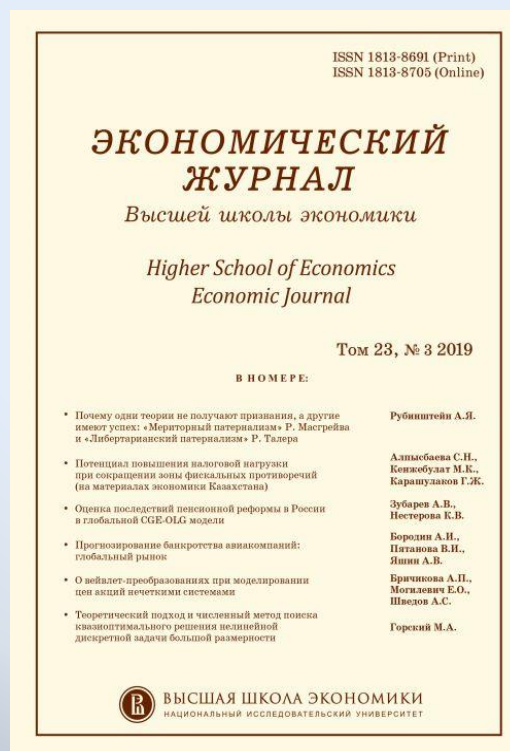 ISSN 1813-8691 (Print)
ISSN 1813-8705 (Online)
ЭКОНОМИЧЕСКИЙ
ЖУРНАЛ
Высшей школы экономики
Higher School of Economics
Economic Journal
Том 23, № 3 2019
В НОМЕРЕ:
• Почему одни теории не получают признания, а другие
имеют успех: «Мериторный патернализм» Р. Масгрейва
и «Либертарианский патернализм» Р. Талера
Рубинштейн А.Я.
• Потенциал повышения налоговой нагрузки
при сокращении зоны фискальных противоречий
(на материалах экономики Казахстана)
Алпысбаева С.Н.,
Кенжебулат М.К.,
Карашулаков Г.Ж.
• Оценка последствий пенсионной реформы в России
в глобальной CGE-OLG модели
Зубарев А.В.,
Нестерова К.В.
• Прогнозирование банкротства авиакомпаний:
глобальный рынок
Бородин А.И.,
Пятанова В.И.,
Яшин А.В.
• О вейвлет-преобразованиях при моделировании
цен акций нечеткими системами
Бричикова А.П.,
Могилевич Е.О.,
Шведов А.С.
• Теоретический подход и численный метод поиска
квазиоптимального решения нелинейной
дискретной задачи большой размерности
Горский М.А.
ВЫСШАЯ ШКОЛА ЭКОНОМИКИ
НАЦИОНАЛЬНЫЙ ИССЛЕДОВАТЕЛЬСКИЙ УНИВЕРСИТЕТ